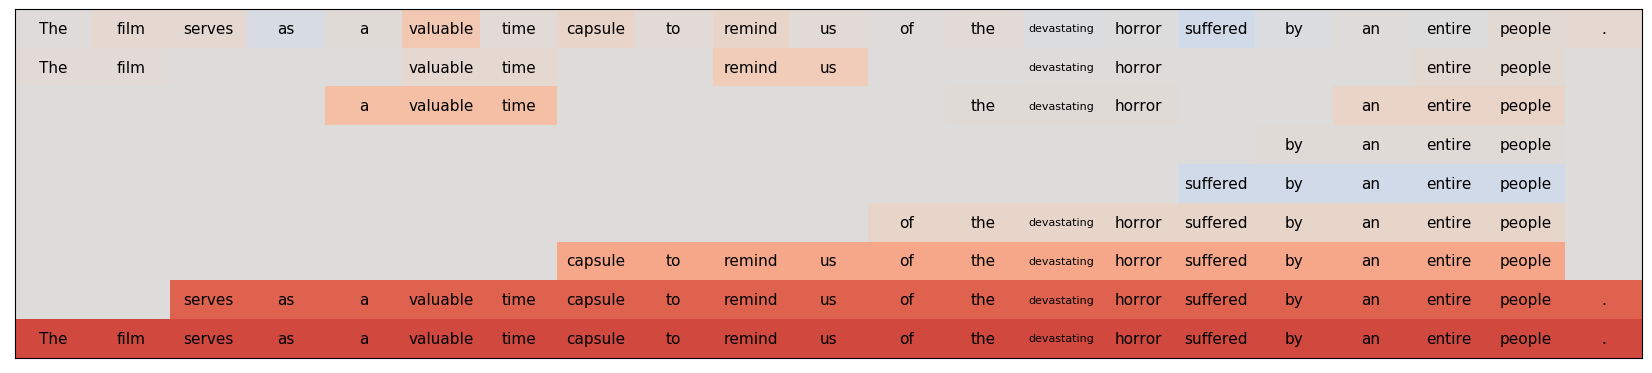 The film serves as a valuable time capsule to remind us of the devastating horror suffered by an entire people .
The film valuable time remind us devastating horror entire people
a valuable time the devastating horror an entire people
by an entire people
suffered by an entire people
of the devastating horror suffered by an entire people
capsule to remind us of the devastating horror suffered by an entire people
serves as a valuable time capsule to remind us of the devastating horror suffered by an entire people .
The film serves as a valuable time capsule to remind us of the devastating horror suffered by an entire people .